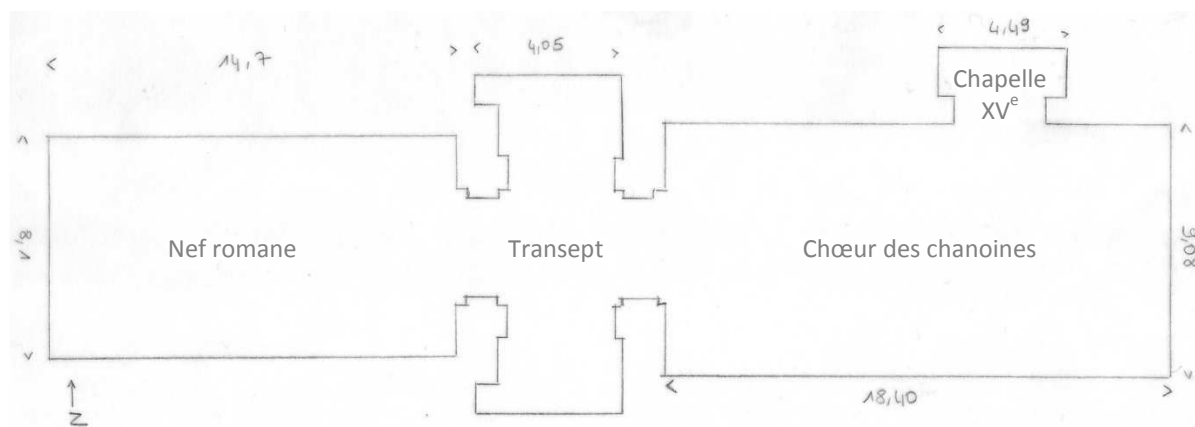 14,7
4,05
4,49
Chapelle
XVe
8,1
Nef romane
Transept
Chœur des chanoines
9,08
18,40
N